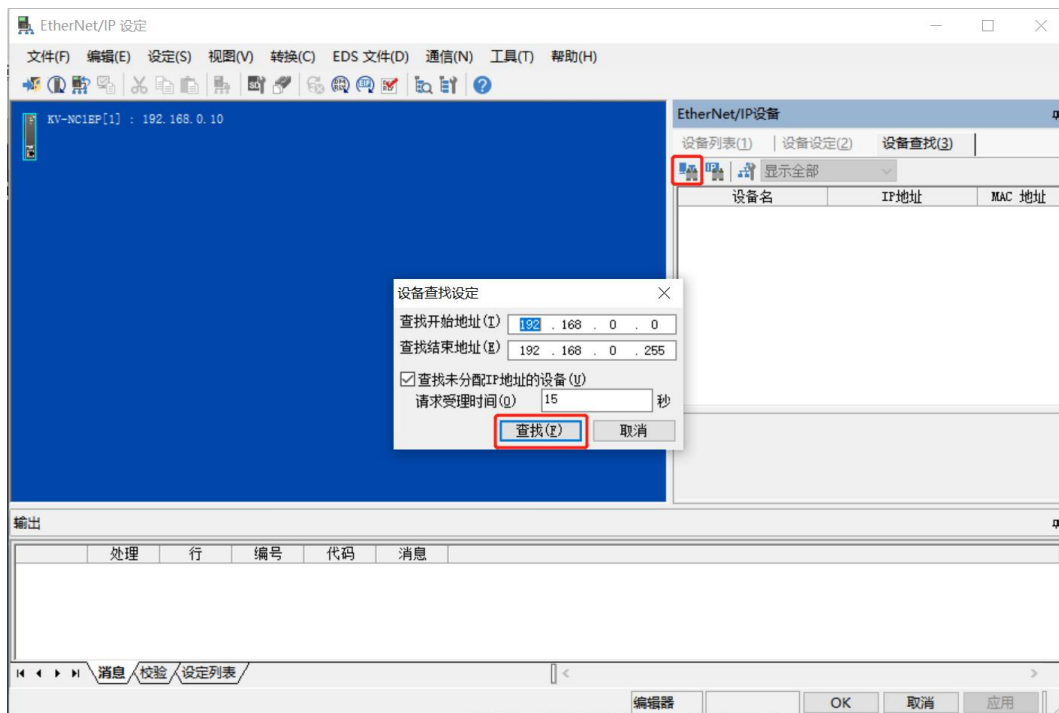 EtherNet/IP 设定
文件(F) 编辑(E) 设定(S) 视图(V) 转换(C) EDS 文件(D) 通信(N) 工具(T) 帮助(H)
KV-NC1EP[1] : 192.168.0.10
EtherNet/IP设备
设备列表(1) 设备设定(2) 设备查找(3)
显示全部
设备名 IP地址 MAC 地址
设备查找设定
查找开始地址(I) 192 . 168 . 0 . 0
查找结束地址(E) 192 . 168 . 0 . 255
查找未分配IP地址的设备(U)
请求受理时间(O) 15 秒
查找(F) 取消
输出
处理 行 编号 代码 消息
消息 校验 设定列表
编辑器 OK 取消 应用